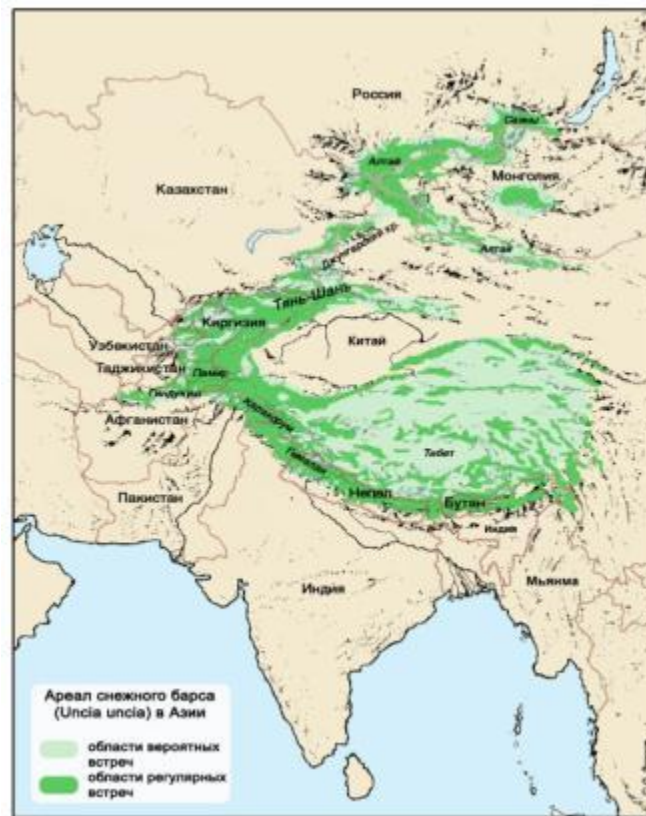 Россия
Саяны
Алтай
Монголия
Казахстан
Алтай
Джунгарский хр.
Тянь-Шань
Киргизия
Узбекистан
Китай
Таджикистан
Памир
Гиндукуш
Афганистан
Каракорум
Гималаи
Тибет
Пакистан
Непал
Бутан
Индия
Мьянма
Индия
Ареал снежного барса
(Uncia uncia) в Азии
области вероятных
встреч
области регулярных
встреч